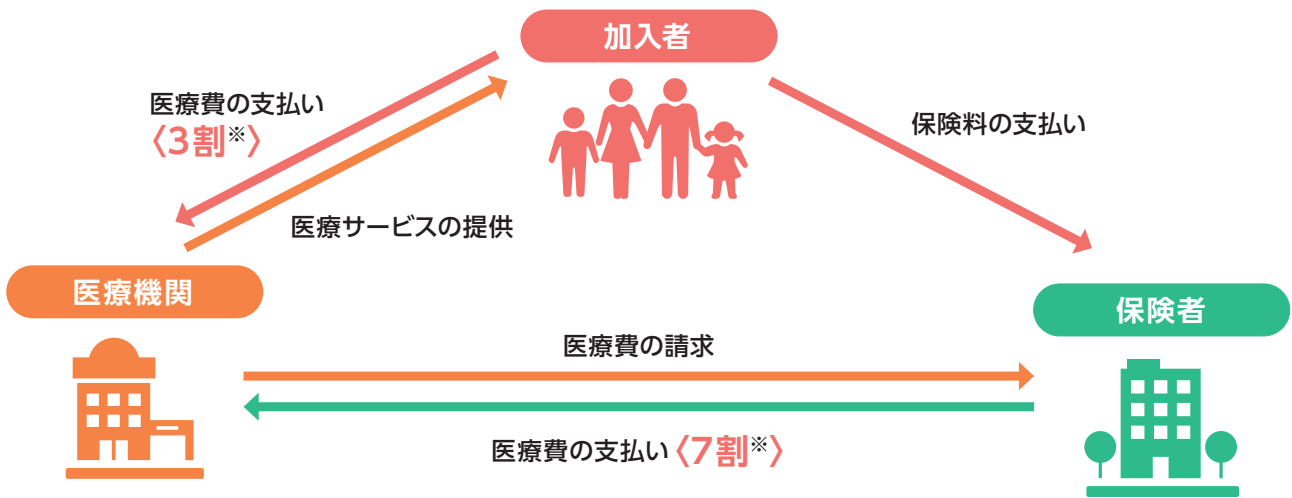 加入者
医療費の支払い
〈3割※〉
保険料の支払い
医療サービスの提供
医療機関
保険者
医療費の請求
医療費の支払い〈7割※〉